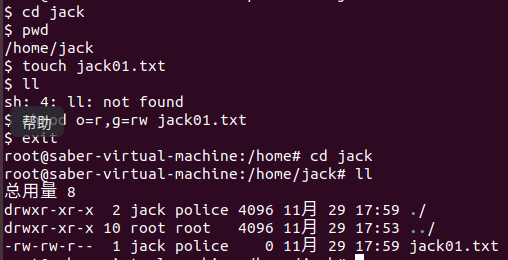 $ cd jack
$ pwd
/home/jack
$ touch jack01.txt
$ ll
sh: 4: ll: not found
$ 帮助 od o=r,g=rw jack01.txt
$ exit
root@saber-virtual-machine:/home# cd jack
root@saber-virtual-machine:/home/jack# ll
总用量 8
drwxr-xr-x  2 jack police 4096 11月 29 17:59 ./
drwxr-xr-x 10 root root   4096 11月 29 17:53 ../
-rw-rw-r--  1 jack police    0 11月 29 17:59 jack01.txt